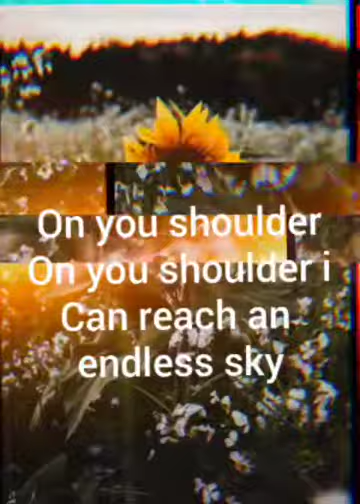 On you shoulder
On you shoulder i
Can reach an
endless sky